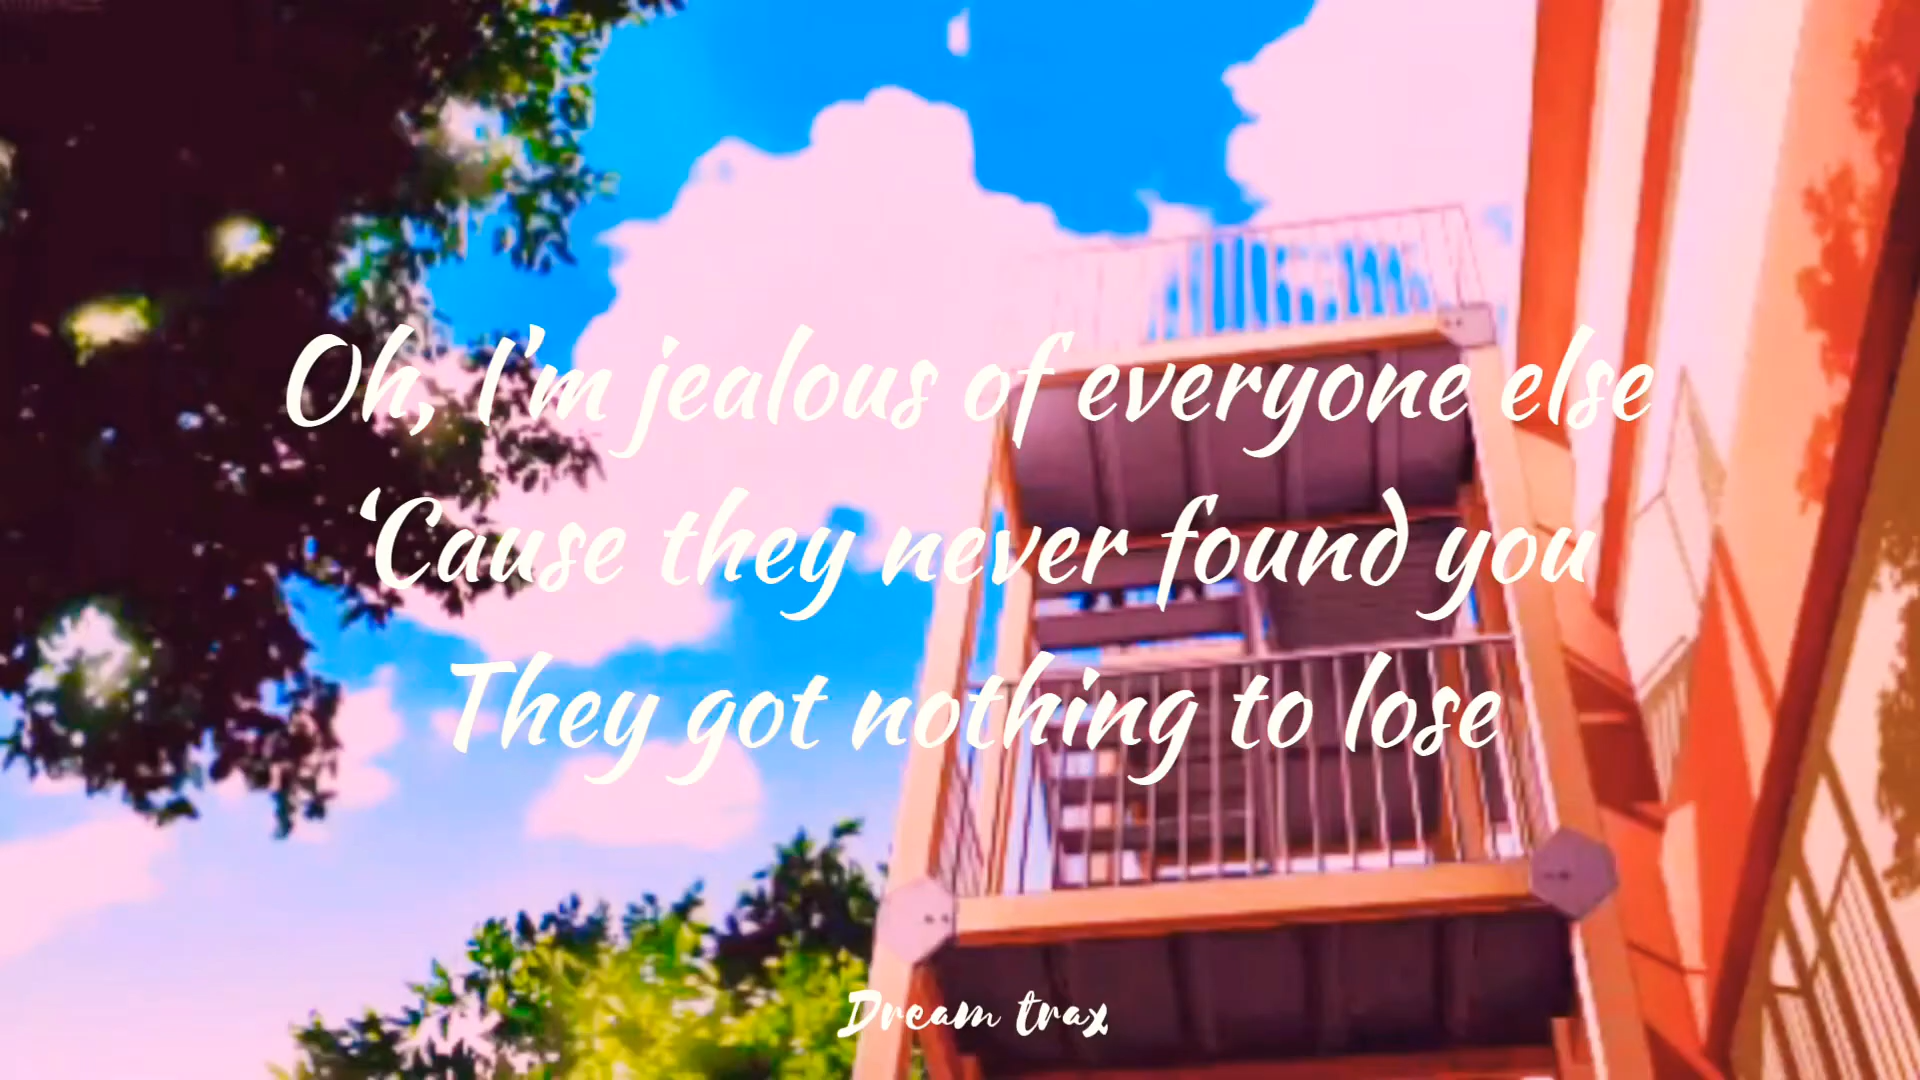 Oh, I'm jealous of everyone else
‘Cause they never found you
They got nothing to lose
Dream trax